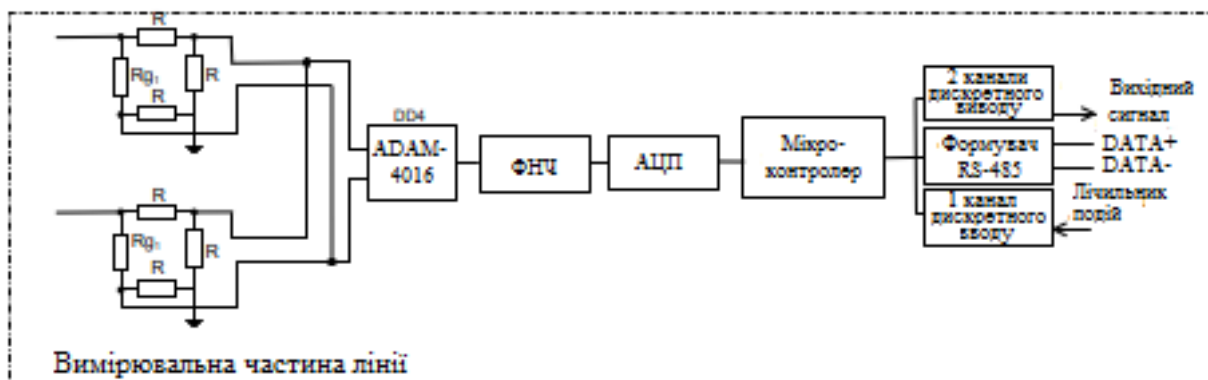 R
Rg₁
R
R
R
Rg₁
R
R
DD4
ADAM-
4016
ФНЧ
АЦП
Мікро-
контролер
2 канали
дискретного
виводу
Формувач
RS-485
1 канал
дискретного
вводу
Вихідний
сигнал
DATA+
DATA-
Лічильник
подій
Вимірювальна частина лінії